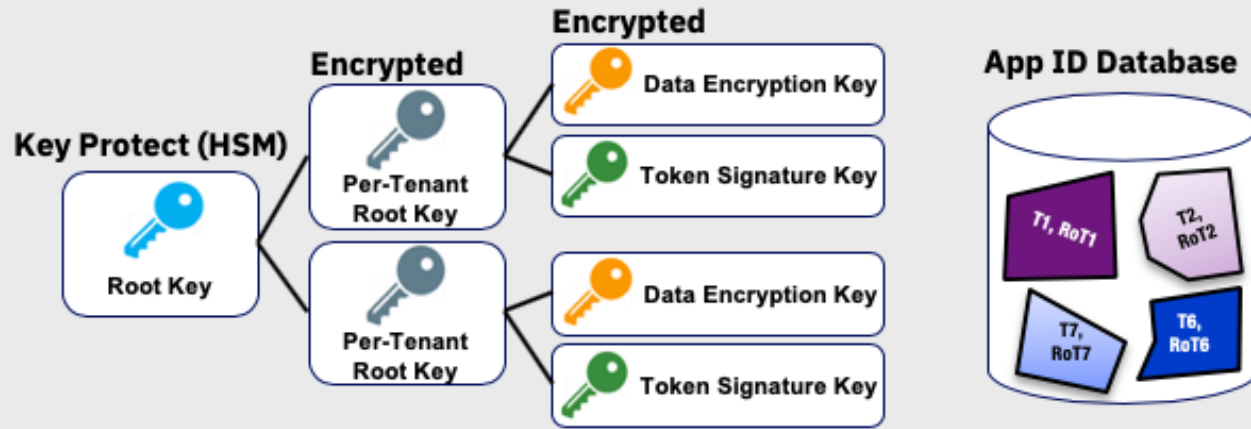 Key Protect (HSM)
Root Key
Encrypted
Per-Tenant
Root Key
Per-Tenant
Root Key
Encrypted
Data Encryption Key
Token Signature Key
Data Encryption Key
Token Signature Key
App ID Database
T1, RoT1
T2,
RoT2
T7,
RoT7
T6,
RoT6